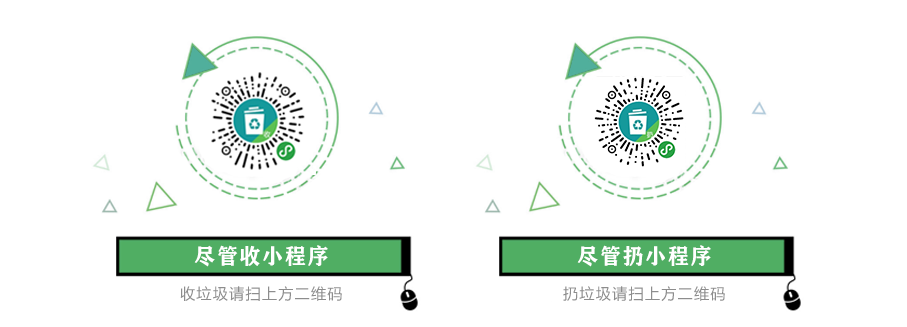 尽管收小程序
收垃圾请扫上方二维码
尽管扔小程序
扔垃圾请扫上方二维码